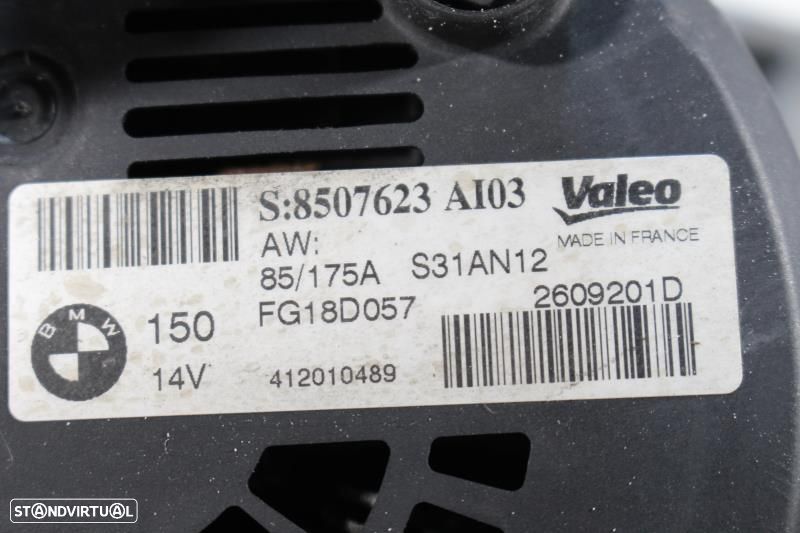 S:8507623 AI03
Valeo
MADE IN FRANCE
AW:
85/175A S31AN12
FG18D057
2609201D
BMW
150
14V
412010489
STANDVIRTUAL